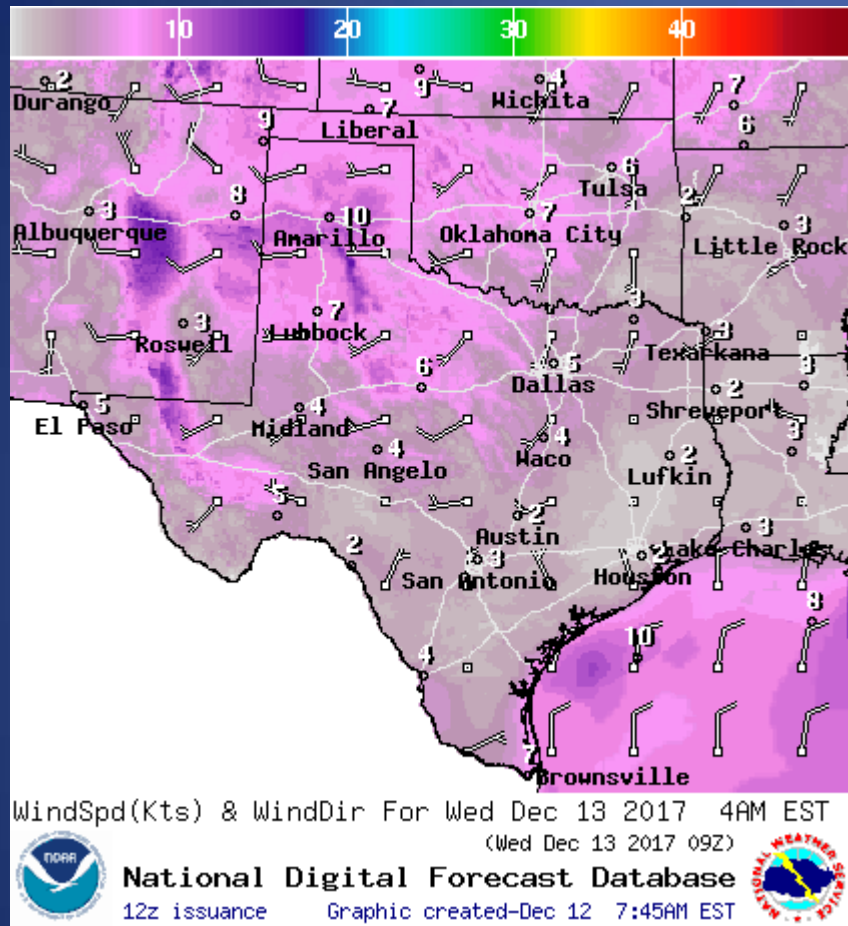 10 20 30 40
2 9 4 7
Durango Wichita
7
Liberal
9 6
6
Tulsa
3 8 10 7 2 3
Albuquerque Amarillo Oklahoma City Little Rock
3 7 3 3
Roswell Lubbock Texarkana
5
Dallas
6 2 3
5 4 Shreveport
El Paso Midland
4 4 3
San Angelo Waco 2
Lufkin
5 2 3
Austin
2 3 2 Lake Charles
San Antonio Houston
8
10
4
7
Brownsville
WindSpd(Kts) & WindDir For Wed Dec 13 2017 4AM EST
(Wed Dec 13 2017 09Z)
NOAA
National Digital Forecast Database
12z issuance Graphic created-Dec 12 7:45AM EST
NATIONAL WEATHER SERVICE